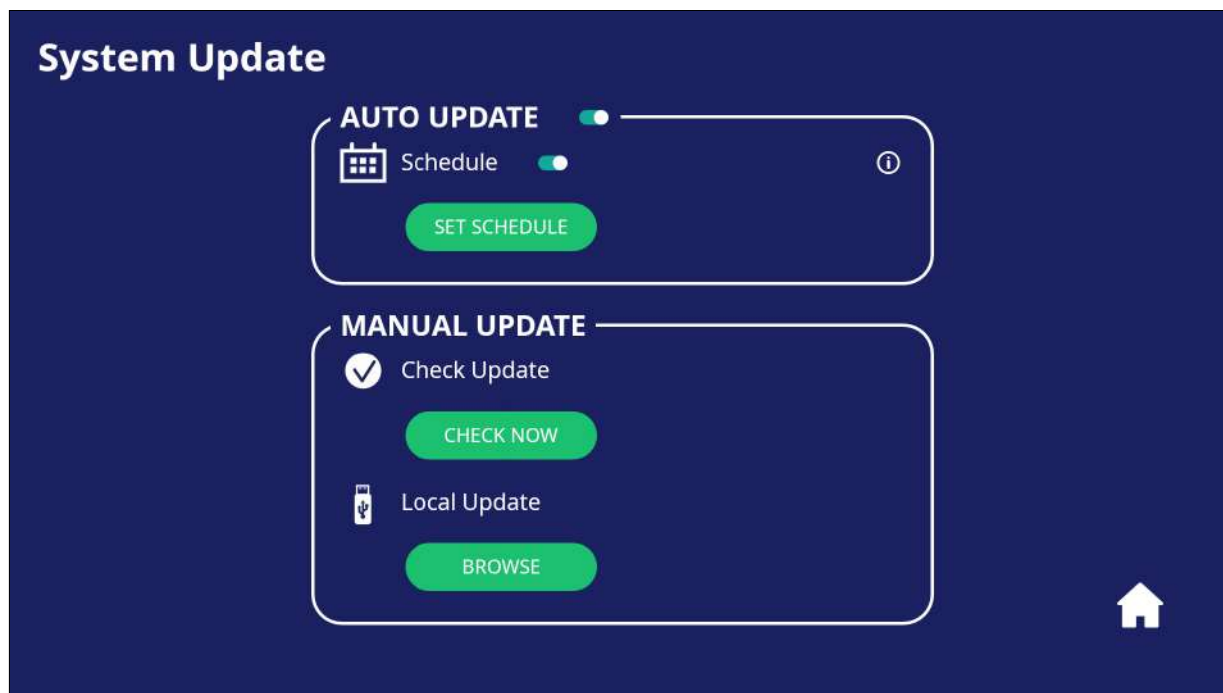 System Update
AUTO UPDATE
Schedule
SET SCHEDULE
MANUAL UPDATE
Check Update
CHECK NOW
Local Update
BROWSE